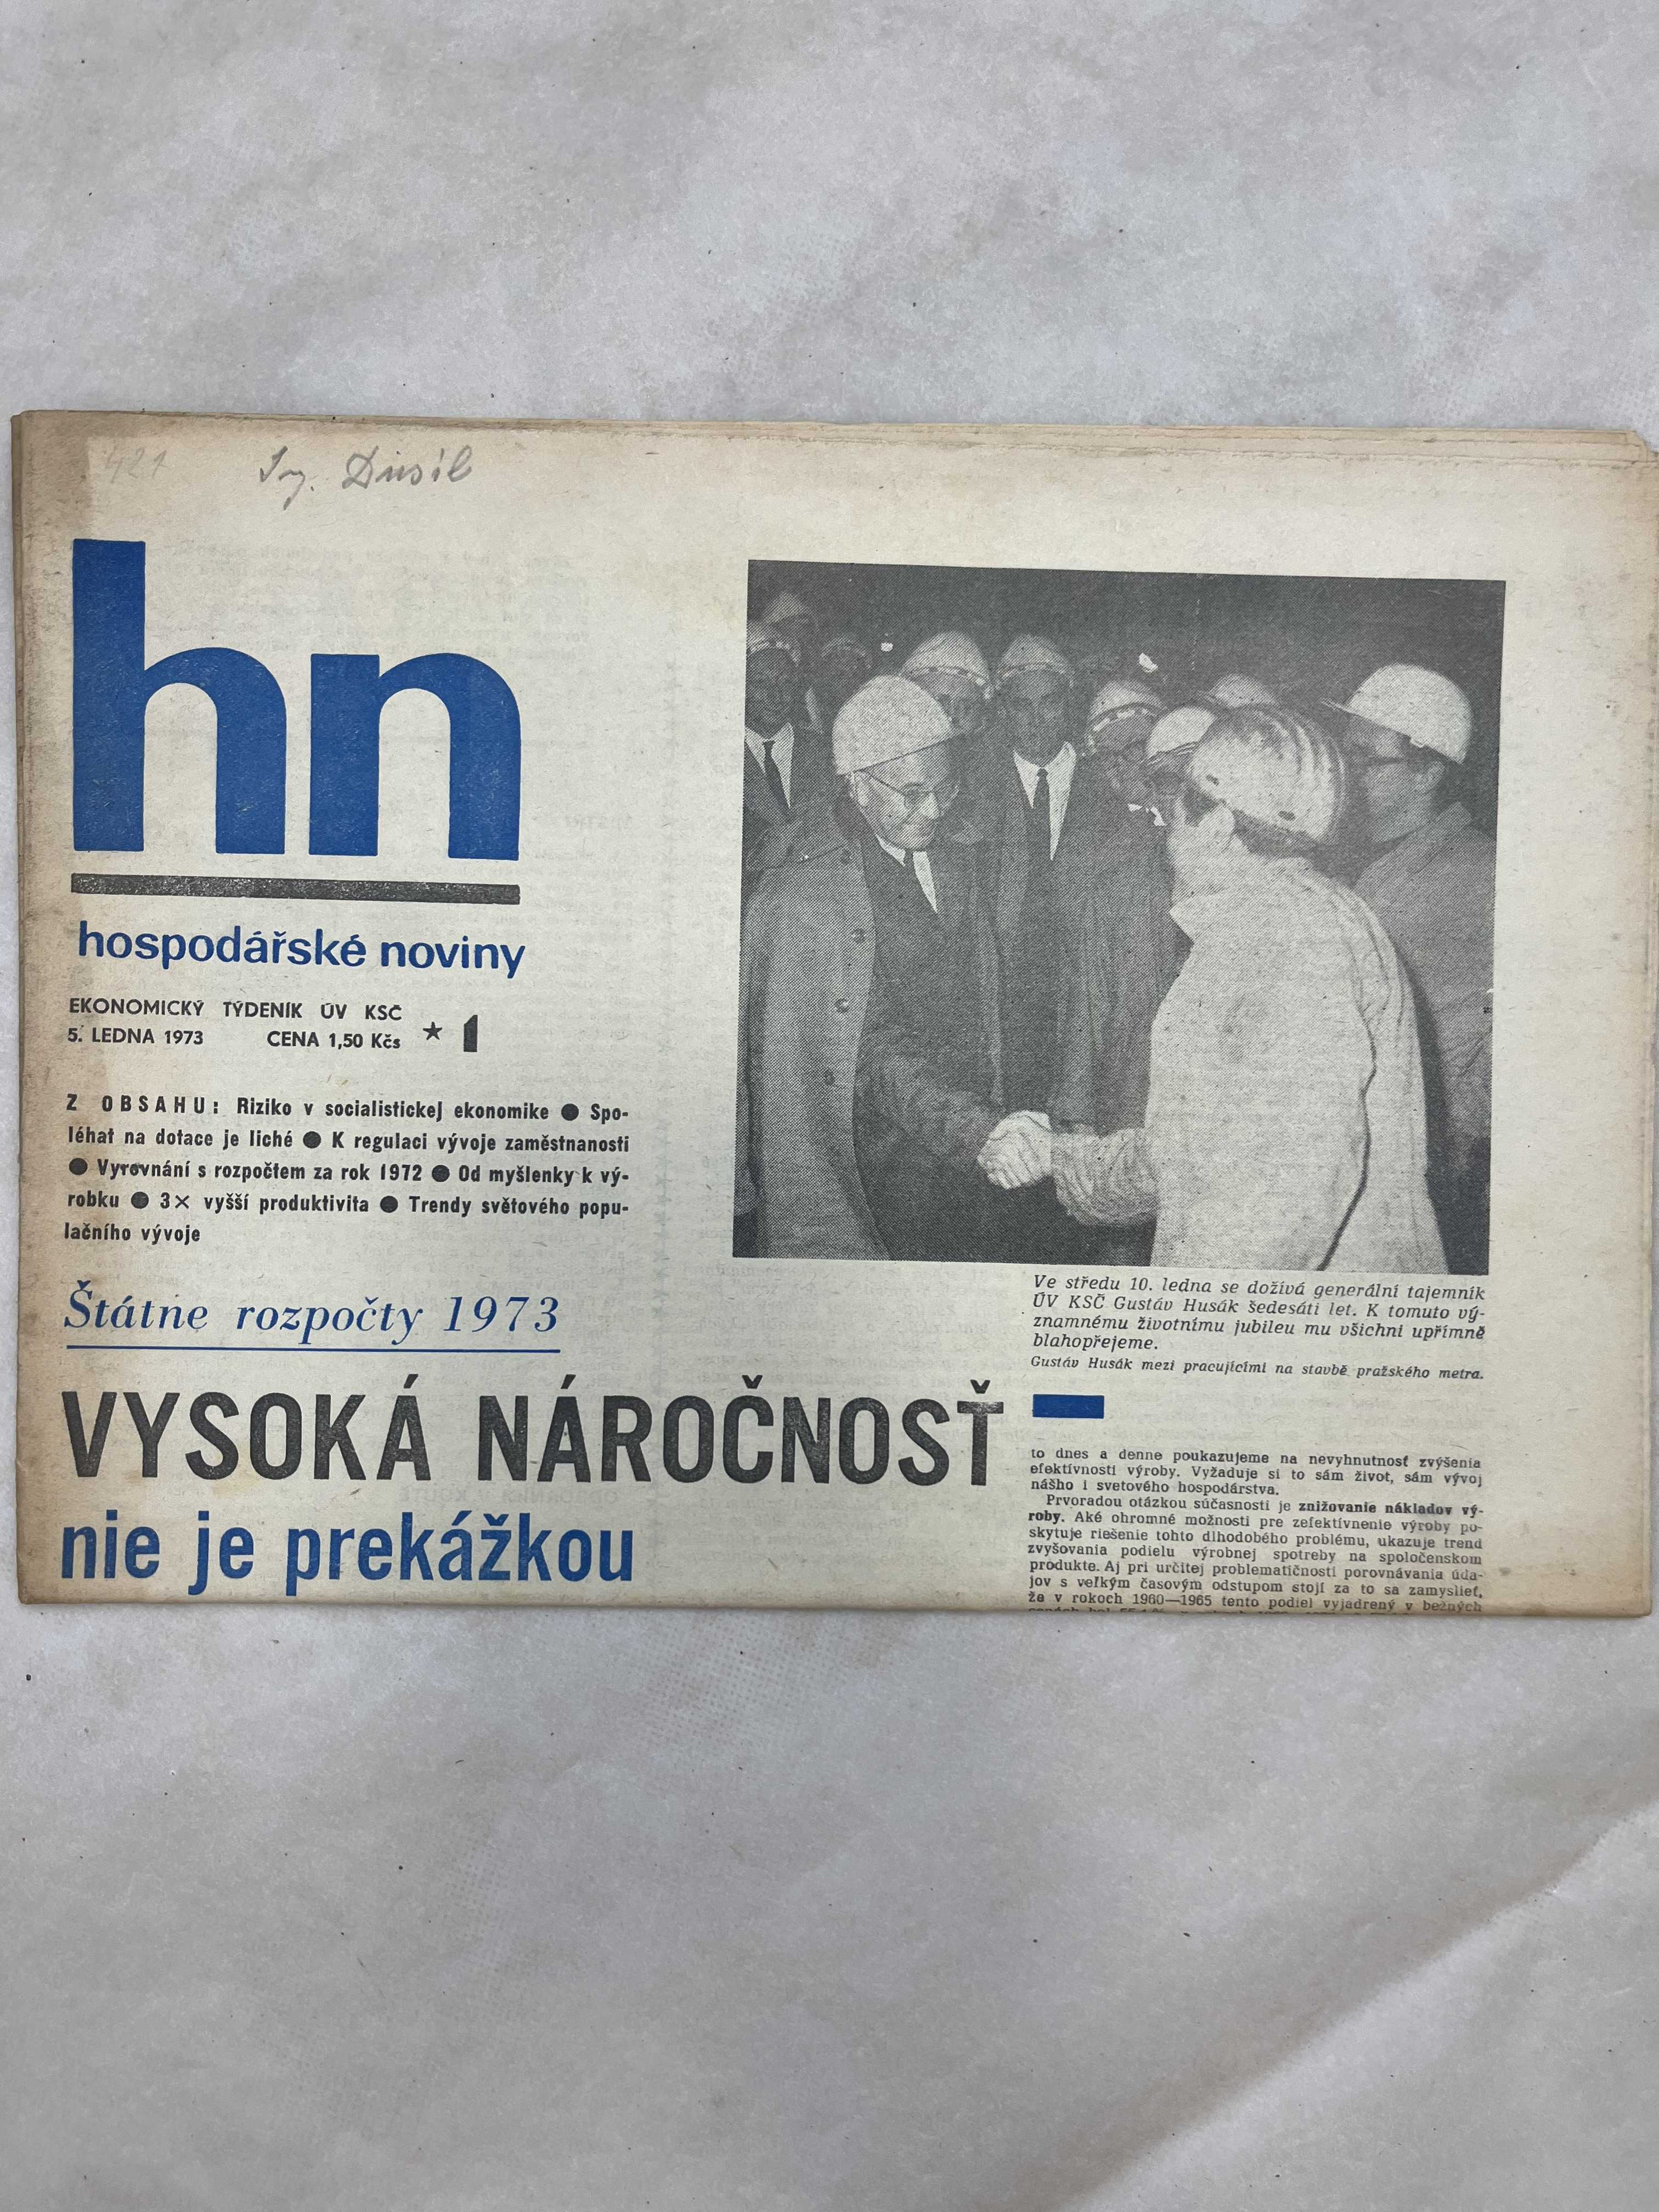 421
Ing. Dusil
hn
hospodářské noviny
EKONOMICKÝ TÝDENÍK ÚV KSČ
5. LEDNA 1973 CENA 1,50 Kčs ★ 1
Z OBSAHU: Riziko v socialistickej ekonomike ● Spo-
léhat na dotace je liché ● K regulaci vývoje zaměstnanosti
● Vyrovnání s rozpočtem za rok 1972 ● Od myšlenky k vý-
robku ● 3× vyšší produktivita ● Trendy světového popu-
lačního vývoje
Štátne rozpočty 1973
VYSOKÁ NÁROČNOSŤ
nie je prekážkou
Ve středu 10. ledna se dožívá generální tajemník
ÚV KSČ Gustáv Husák šedesáti let. K tomuto vý-
znamnému životnímu jubileu mu všichni upřímně
blahopřejeme.
Gustáv Husák mezi pracujícími na stavbě pražského metra.
to dnes a denne poukazujeme na nevyhnutnosť zvýšenia
efektívnosti výroby. Vyžaduje si to sám život, sám vývoj
nášho i svetového hospodárstva.
Prvoradou otázkou súčasnosti je znižovanie nákladov vý-
roby. Aké ohromné možnosti pre zefektívnenie výroby po-
skytuje riešenie tohto dlhodobého problému, ukazuje trend
zvyšovania podielu výrobnej spotreby na spoločenskom
produkte. Aj pri určitej problematičnosti porovnávania úda-
jov s veľkým časovým odstupom stojí za to sa zamyslieť,
že v rokoch 1960—1965 tento podiel vyjadrený v bežných